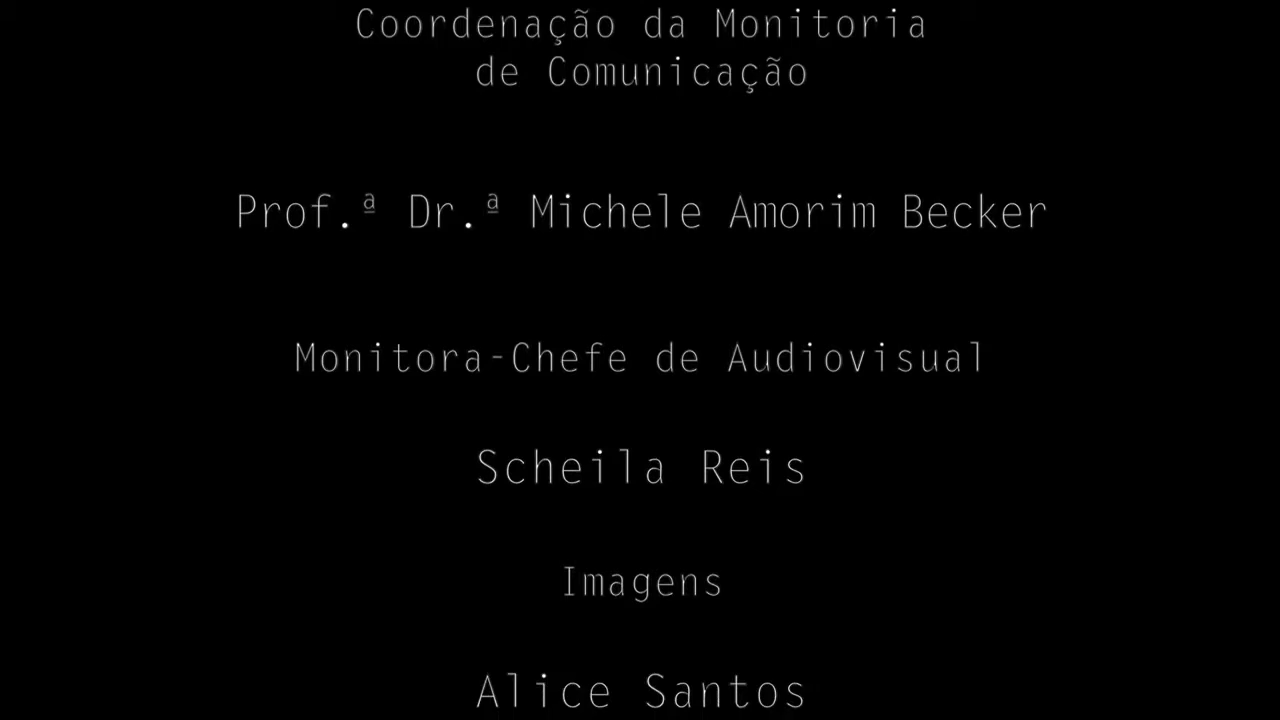 Coordenação da Monitoria
de Comunicação
Prof.ª Dr.ª Michele Amorim Becker
Monitora-Chefe de Audiovisual
Scheila Reis
Imagens
Alice Santos